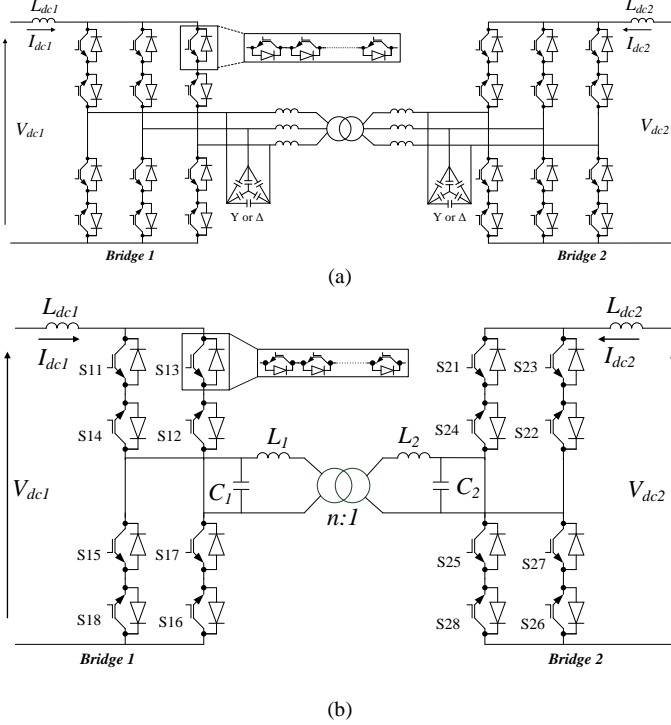 Ldc1
Ldc2
Idc1
Idc2
Vdc1
Vdc2
Y or Δ
Y or Δ
Bridge 1
Bridge 2
(a)
Ldc1
Ldc2
Idc1
Idc2
S11
S13
S21
S23
S14
S12
S24
S22
L1
L2
Vdc1
C1
C2
Vdc2
n:1
S15
S17
S25
S27
S18
S16
S28
S26
Bridge 1
Bridge 2
(b)